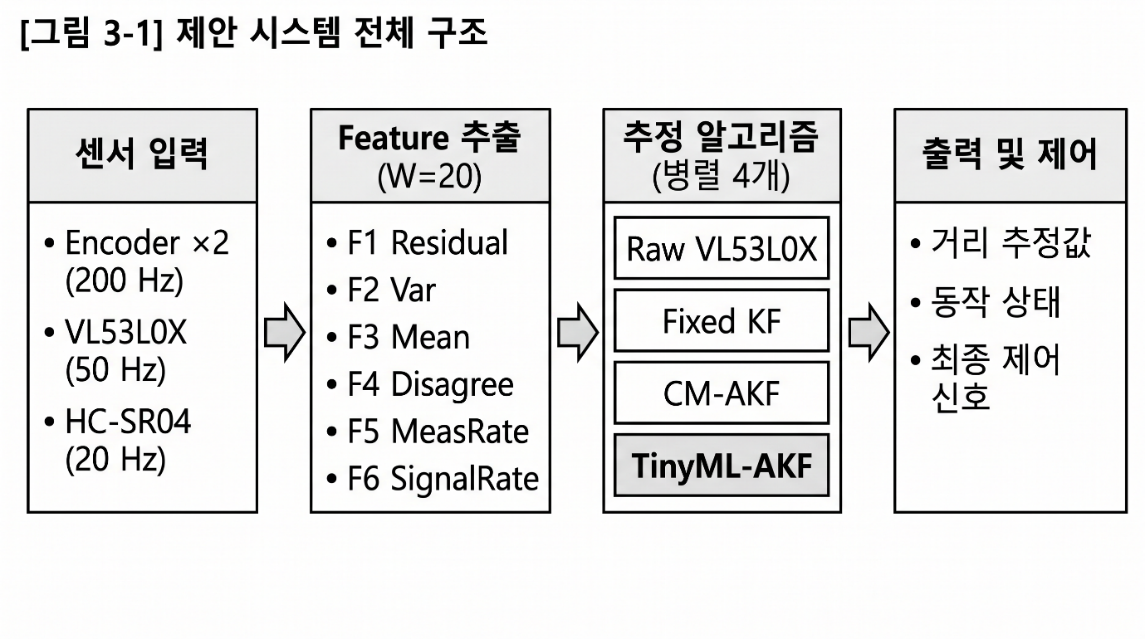 [그림 3-1] 제안 시스템 전체 구조
센서 입력
• Encoder ×2
(200 Hz)
• VL53L0X
(50 Hz)
• HC-SR04
(20 Hz)
Feature 추출
(W=20)
• F1 Residual
• F2 Var
• F3 Mean
• F4 Disagree
• F5 MeasRate
• F6 SignalRate
추정 알고리즘
(병렬 4개)
Raw VL53L0X
Fixed KF
CM-AKF
TinyML-AKF
출력 및 제어
• 거리 추정값
• 동작 상태
• 최종 제어
신호